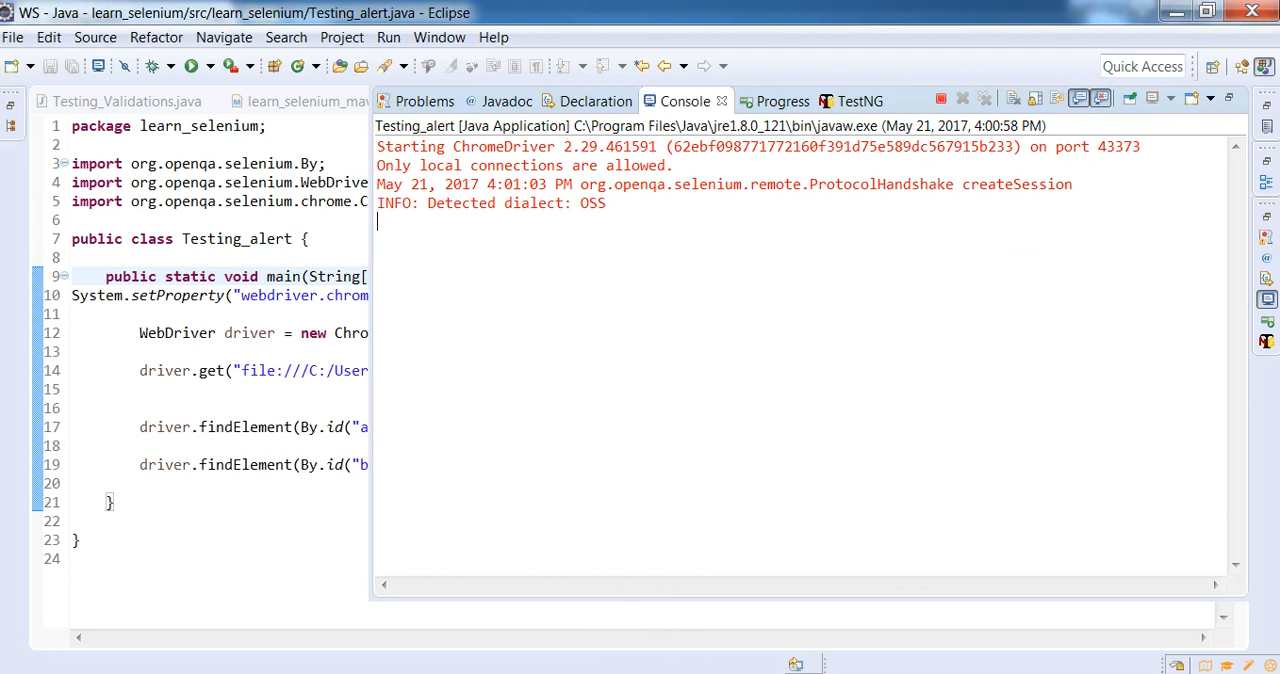 WS - Java - learn_selenium/src/learn_selenium/Testing_alert.java - Eclipse
File Edit Source Refactor Navigate Search Project Run Window Help
Quick Access
Testing_Validations.java learn_selenium_mav
Problems @ Javadoc Declaration Console Progress TestNG
Testing_alert [Java Application] C:\Program Files\Java\jre1.8.0_121\bin\javaw.exe (May 21, 2017, 4:00:58 PM)
Starting ChromeDriver 2.29.461591 (62ebf098771772160f391d75e589dc567915b233) on port 43373
Only local connections are allowed.
May 21, 2017 4:01:03 PM org.openqa.selenium.remote.ProtocolHandshake createSession
INFO: Detected dialect: OSS
1 package learn_selenium;
2
3 import org.openqa.selenium.By;
4 import org.openqa.selenium.WebDrive
5 import org.openqa.selenium.chrome.C
6
7 public class Testing_alert {
8
9 public static void main(String[
10 System.setProperty("webdriver.chrom
11
12 WebDriver driver = new Chro
13
14 driver.get("file:///C:/User
15
16
17 driver.findElement(By.id("a
18
19 driver.findElement(By.id("b
20
21 }
22
23 }
24